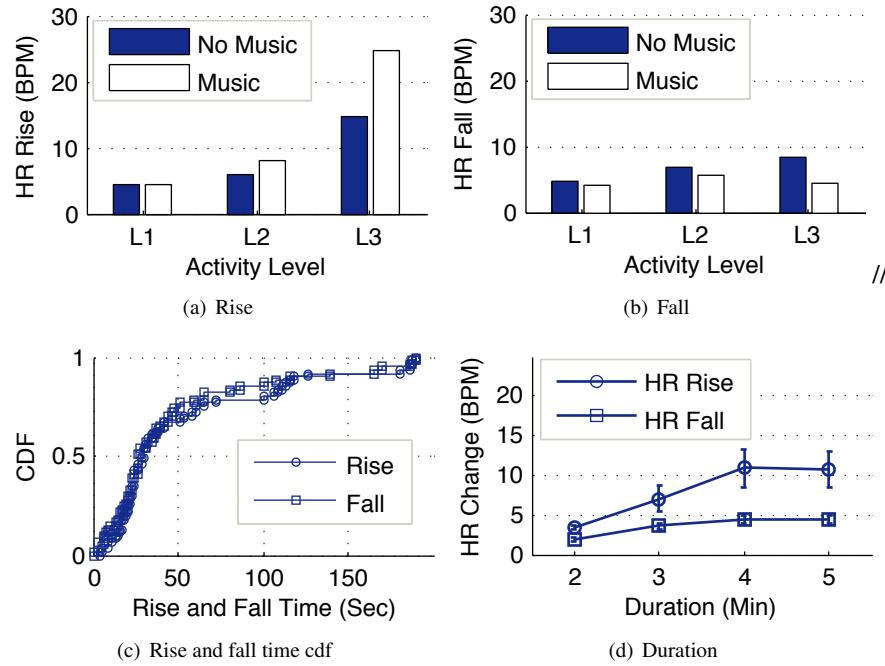 30
20
10
0
HR Rise (BPM)
No Music
Music
L1 L2 L3
Activity Level
(a) Rise
30
20
10
0
HR Fall (BPM)
No Music
Music
L1 L2 L3
Activity Level
(b) Fall
//
1
0.5
0
CDF
Rise
Fall
0 50 100 150
Rise and Fall Time (Sec)
(c) Rise and fall time cdf
20
15
10
5
0
HR Change (BPM)
HR Rise
HR Fall
2 3 4 5
Duration (Min)
(d) Duration